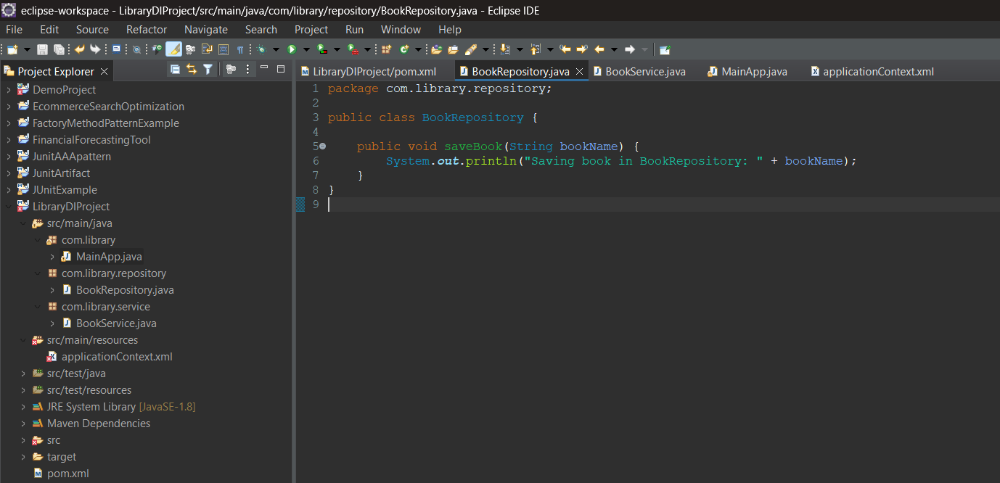 eclipse-workspace - LibraryDIProject/src/main/java/com/library/repository/BookRepository.java - Eclipse IDE
File Edit Source Refactor Navigate Search Project Run Window Help
Project Explorer
DemoProject
EcommerceSearchOptimization
FactoryMethodPatternExample
FinancialForecastingTool
JunitAAApattern
JunitArtifact
JUnitExample
LibraryDIProject
src/main/java
com.library
MainApp.java
com.library.repository
BookRepository.java
com.library.service
BookService.java
src/main/resources
applicationContext.xml
src/test/java
src/test/resources
JRE System Library [JavaSE-1.8]
Maven Dependencies
src
target
pom.xml
LibraryDIProject/pom.xml BookRepository.java BookService.java MainApp.java applicationContext.xml
1 package com.library.repository;
2
3 public class BookRepository {
4
5 public void saveBook(String bookName) {
6 System.out.println("Saving book in BookRepository: " + bookName);
7 }
8 }
9